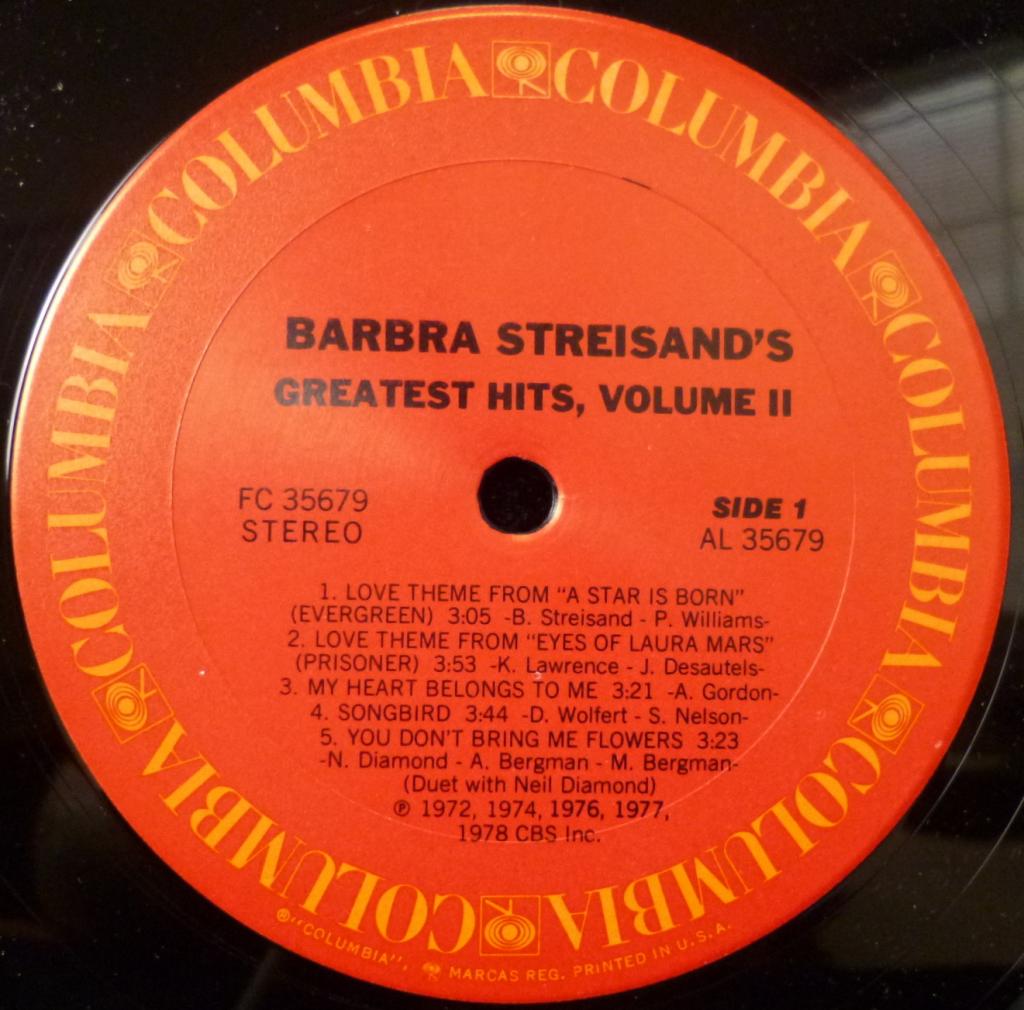 COLUMBIA COLUMBIA COLUMBIA COLUMBIA COLUMBIA COLUMBIA
BARBRA STREISAND'S
GREATEST HITS, VOLUME II
FC 35679
STEREO
SIDE 1
AL 35679
1. LOVE THEME FROM "A STAR IS BORN"
(EVERGREEN) 3:05 -B. Streisand - P. Williams-
2. LOVE THEME FROM "EYES OF LAURA MARS"
(PRISONER) 3:53 -K. Lawrence - J. Desautels-
3. MY HEART BELONGS TO ME 3:21 -A. Gordon-
4. SONGBIRD 3:44 -D. Wolfert - S. Nelson-
5. YOU DON'T BRING ME FLOWERS 3:23
-N. Diamond - A. Bergman - M. Bergman-
(Duet with Neil Diamond)
℗ 1972, 1974, 1976, 1977,
1978 CBS Inc.
®"COLUMBIA", MARCAS REG. PRINTED IN U.S.A.